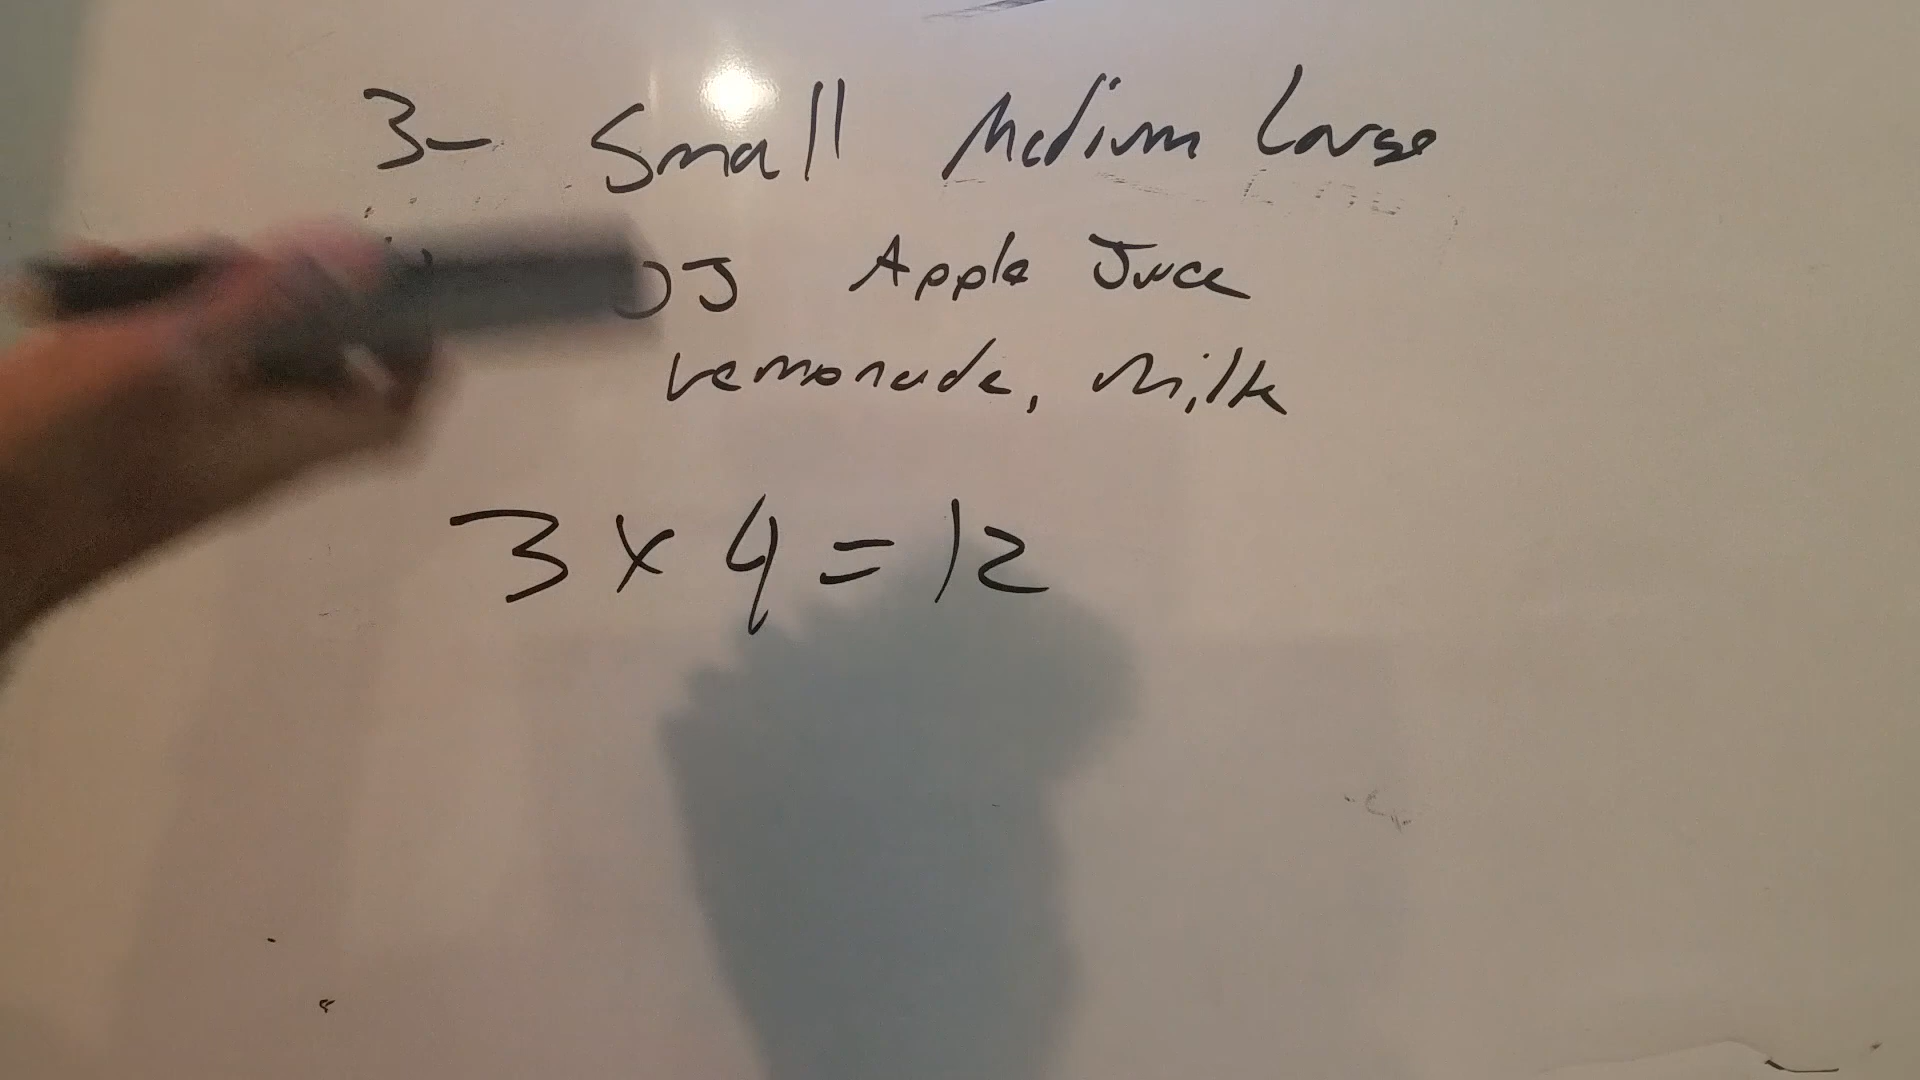 3- Small Medium Large
OJ Apple Juice
Lemonade, Milk
3 x 4 = 12